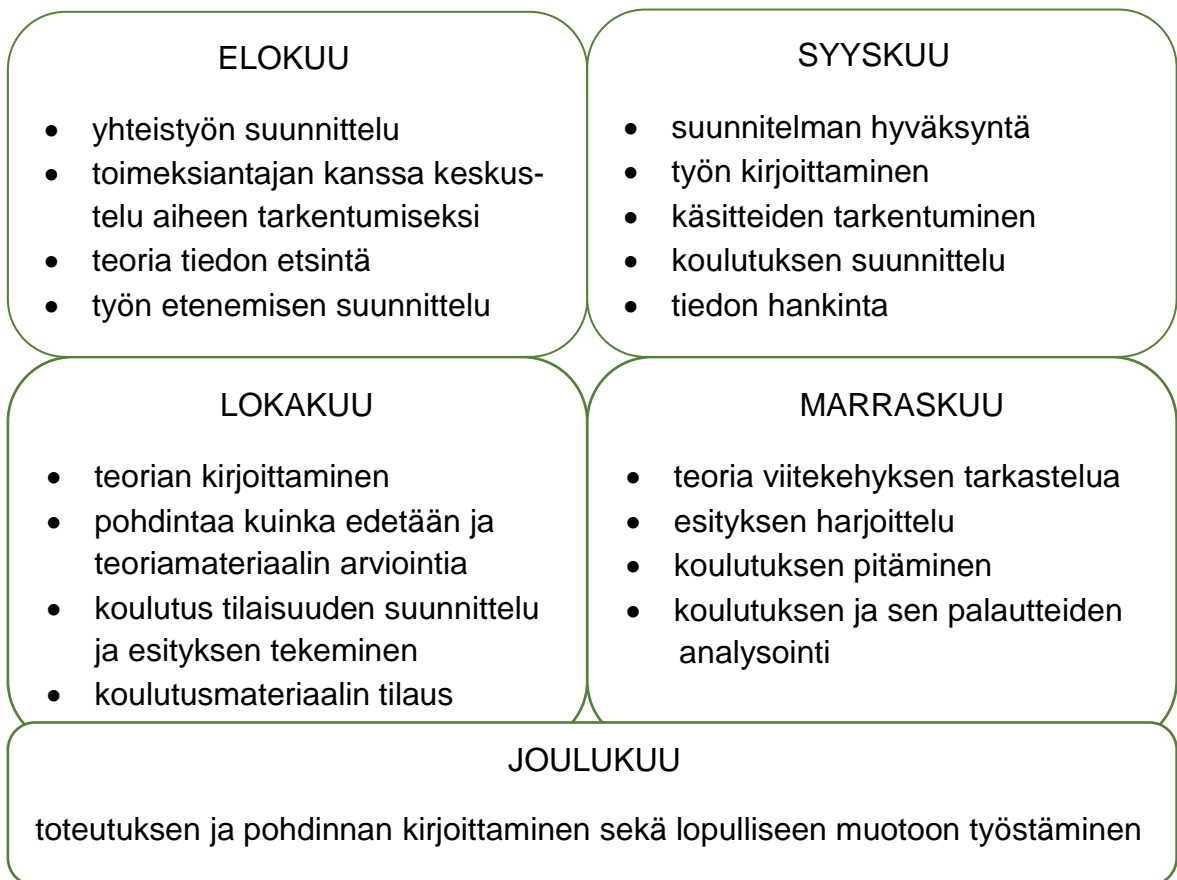 ELOKUU
• yhteistyön suunnittelu
• toimeksiantajan kanssa keskus-
telu aiheen tarkentumiseksi
• teoria tiedon etsintä
• työn etenemisen suunnittelu
SYYSKUU
• suunnitelman hyväksyntä
• työn kirjoittaminen
• käsitteiden tarkentuminen
• koulutuksen suunnittelu
• tiedon hankinta
LOKAKUU
• teorian kirjoittaminen
• pohdintaa kuinka edetään ja
teoriamateriaalin arviointia
• koulutus tilaisuuden suunnittelu
ja esityksen tekeminen
• koulutusmateriaalin tilaus
MARRASKUU
• teoria viitekehyksen tarkastelua
• esityksen harjoittelu
• koulutuksen pitäminen
• koulutuksen ja sen palautteiden
analysointi
JOULUKUU
toteutuksen ja pohdinnan kirjoittaminen sekä lopulliseen muotoon työstäminen